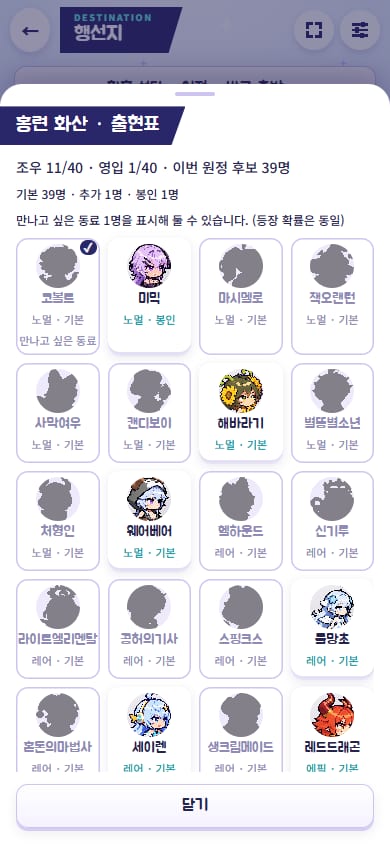 DESTINATION
행선지
홍련 화산 · 출현표
조우 11/40 · 영입 1/40 · 이번 원정 후보 39명
기본 39명 · 추가 1명 · 봉인 1명
만나고 싶은 동료 1명을 표시해 둘 수 있습니다. (등장 확률은 동일)
코볼트 미믹 마시멜로 잭오랜턴
노멀 · 기본 노멀 · 봉인 노멀 · 기본 노멀 · 기본
만나고 싶은 동료
사막여우 캔디보이 해바라기 별똥별소년
노멀 · 기본 노멀 · 기본 노멀 · 기본 노멀 · 기본
처형인 웨어베어 헬하운드 신기루
노멀 · 기본 노멀 · 기본 레어 · 기본 레어 · 기본
라이트엘리멘탈 공허의기사 스핑크스 물망초
레어 · 기본 레어 · 기본 레어 · 기본 레어 · 기본
혼돈의마법사 세이렌 생크림메이드 레드드래곤
레어 · 기본 레어 · 기본 레어 · 기본 에픽 · 기본
닫기